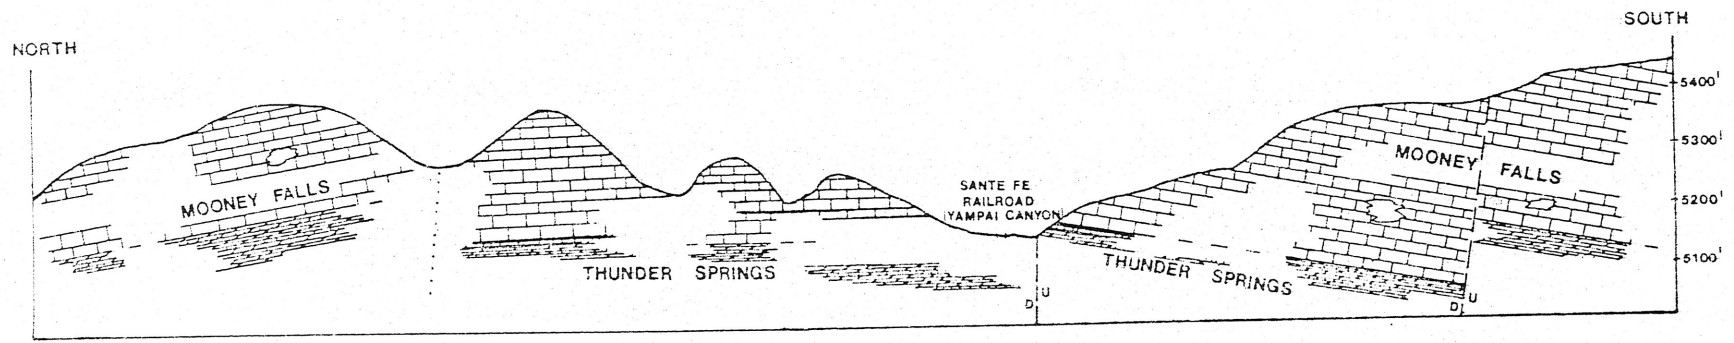 NORTH
SOUTH
5400'
5300'
5200'
5100'
MOONEY FALLS
SANTE FE
RAILROAD
(YAMPAI CANYON)
MOONEY FALLS
THUNDER SPRINGS
THUNDER SPRINGS
D U
D U